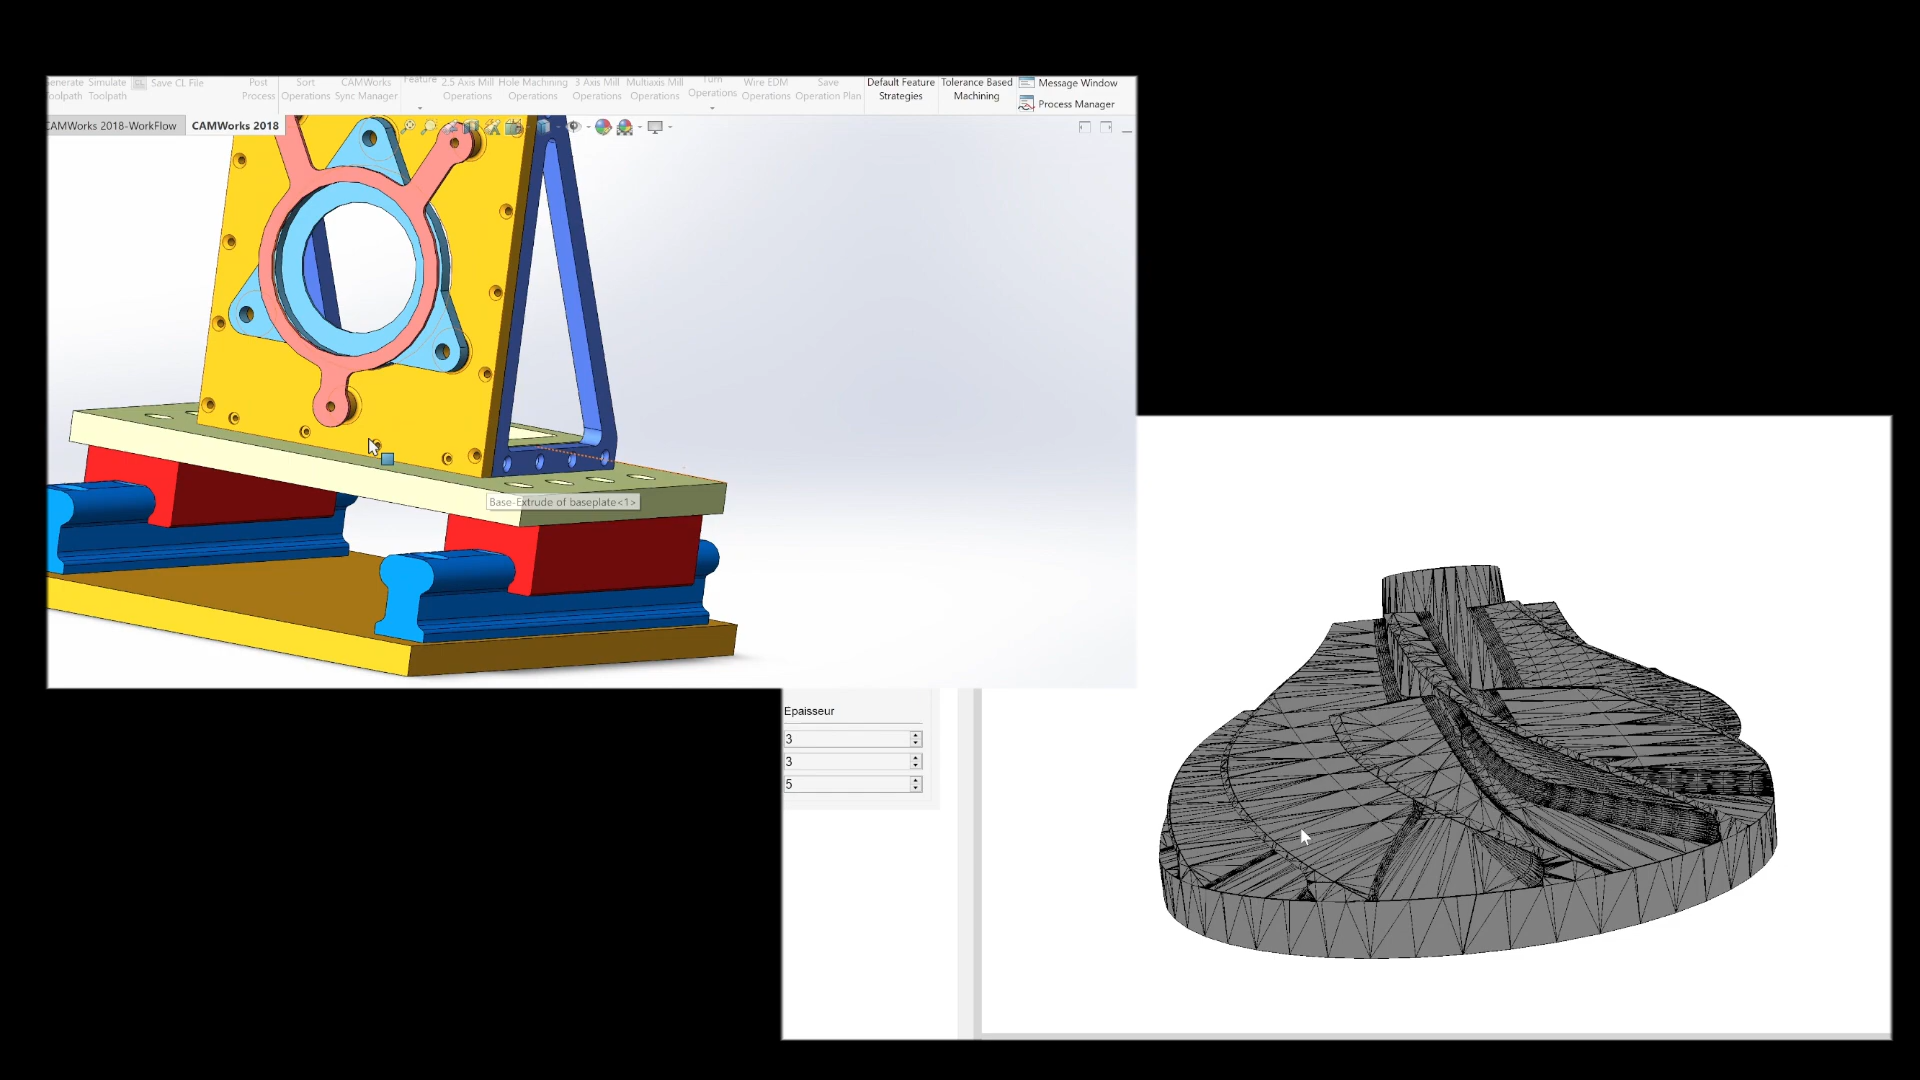 Generate Simulate Save CL File Post Sort CAMWorks Feature 2.5 Axis Mill Hole Machining 3 Axis Mill Multiaxis Mill Turn Wire EDM Save Default Feature Tolerance Based Message Window
Toolpath Toolpath Process Operations Sync Manager Operations Operations Operations Operations Operations Operations Operation Plan Strategies Machining Process Manager
CAMWorks 2018-WorkFlow CAMWorks 2018
Base-Extrude of baseplate<1>
Epaisseur
3
3
5